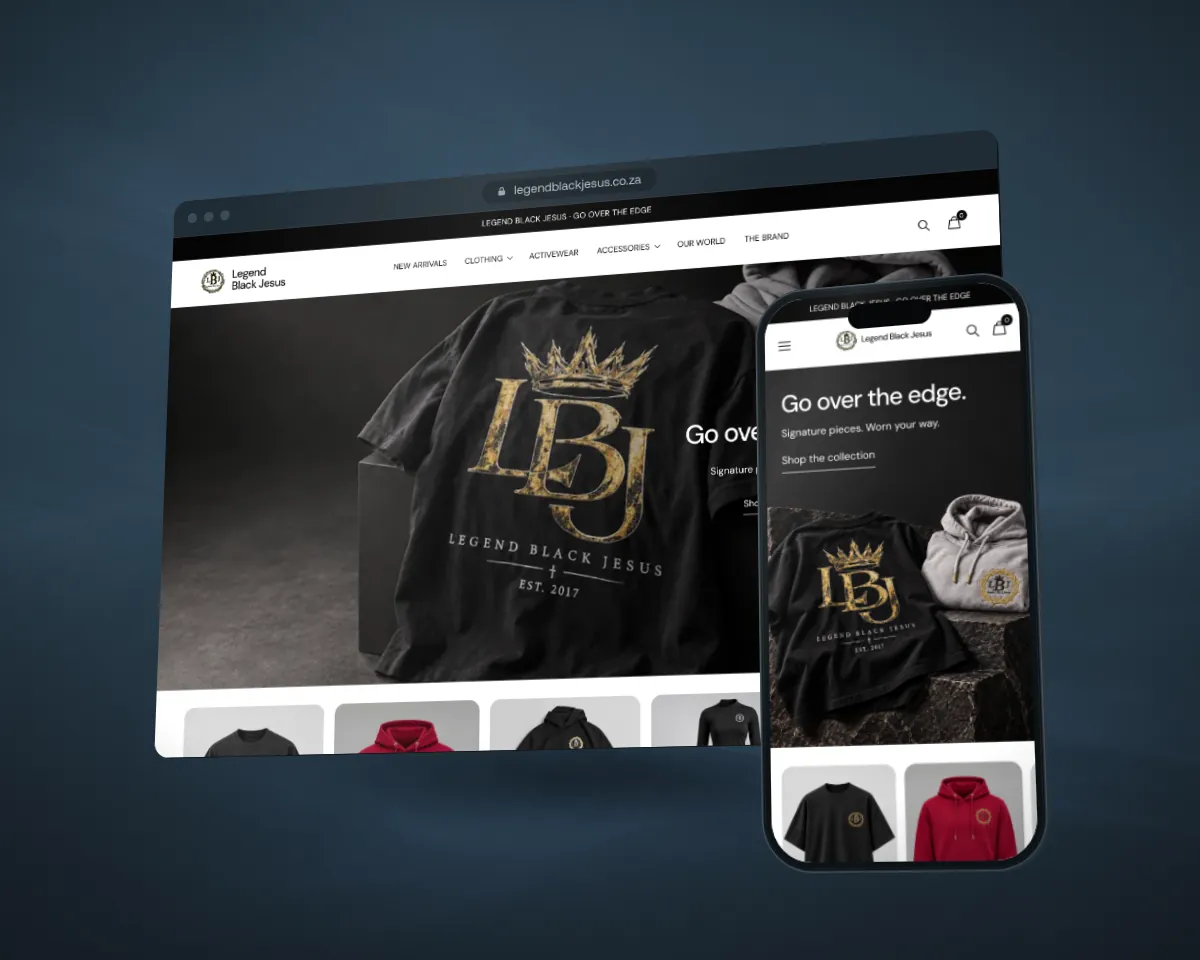 legendblackjesus.co.za
LEGEND BLACK JESUS · GO OVER THE EDGE
Legend
Black Jesus
NEW ARRIVALS
CLOTHING
ACTIVEWEAR
ACCESSORIES
OUR WORLD
THE BRAND
0
LBJ
LEGEND BLACK JESUS
EST. 2017
Go ove
Signature
Sho
LEGEND BLACK JESUS · GO OVER THE EDGE
Legend Black Jesus
0
Go over the edge.
Signature pieces. Worn your way.
Shop the collection
LBJ
LEGEND BLACK JESUS
EST. 2017
LBJ